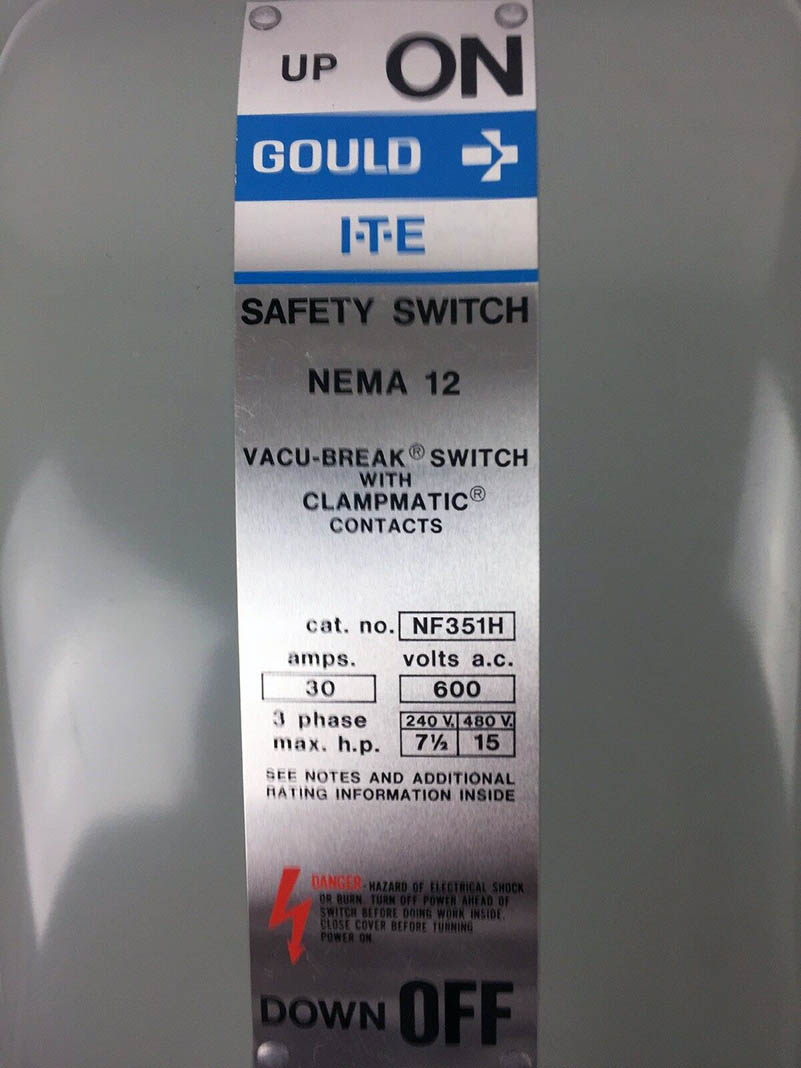 UP ON
GOULD
I-T-E
SAFETY SWITCH
NEMA 12
VACU-BREAK® SWITCH
WITH
CLAMPMATIC®
CONTACTS
cat. no. NF351H
amps. volts a.c.
30 600
3 phase 240 V. 480 V.
max. h.p. 7½ 15
SEE NOTES AND ADDITIONAL
RATING INFORMATION INSIDE
DANGER - HAZARD OF ELECTRICAL SHOCK
OR BURN. TURN OFF POWER AHEAD OF
SWITCH BEFORE DOING WORK INSIDE.
CLOSE COVER BEFORE TURNING
POWER ON.
DOWN OFF